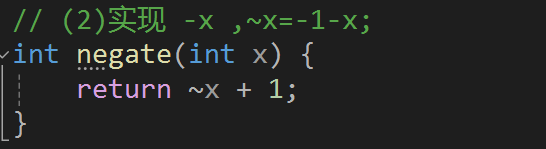 // (2)实现 -x ,~x=-1-x;
int negate(int x) {
    return ~x + 1;
}